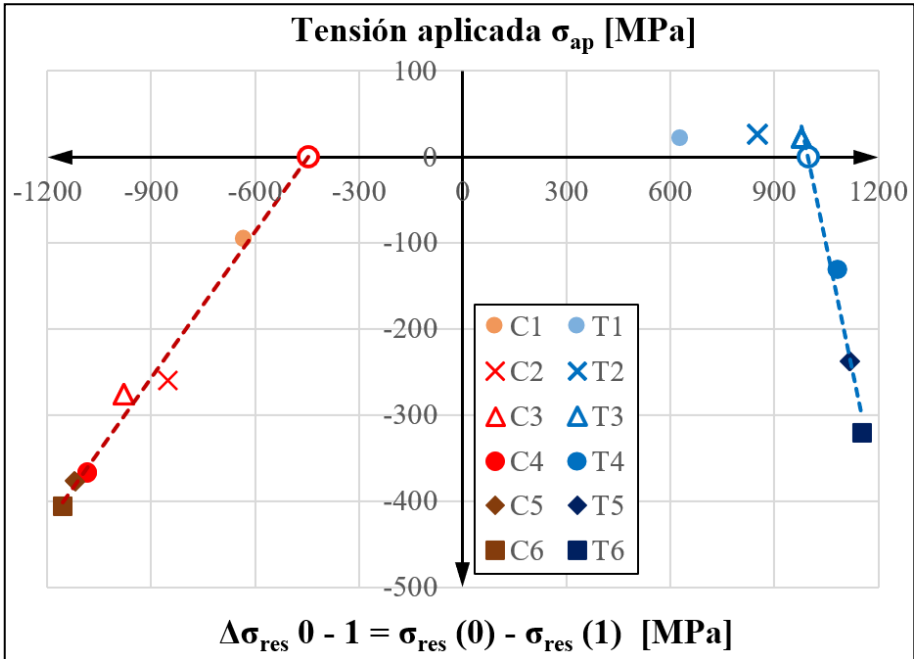 Tensión aplicada σap [MPa]
100
0
-1200 -900 -600 -300 0 300 600 900 1200
-100
-200
-300
-400
-500
C1 T1
C2 T2
C3 T3
C4 T4
C5 T5
C6 T6
Δσres 0 - 1 = σres (0) - σres (1) [MPa]